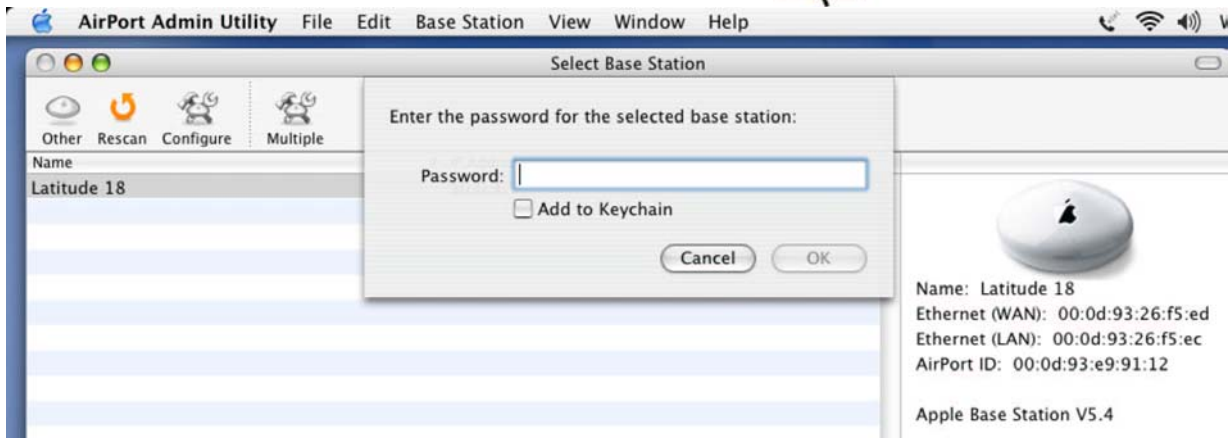 AirPort Admin Utility File Edit Base Station View Window Help
Select Base Station
Other Rescan Configure Multiple
Enter the password for the selected base station:
Name
Password:
Latitude 18
Add to Keychain
Cancel OK
Name: Latitude 18
Ethernet (WAN): 00:0d:93:26:f5:ed
Ethernet (LAN): 00:0d:93:26:f5:ec
AirPort ID: 00:0d:93:e9:91:12
Apple Base Station V5.4